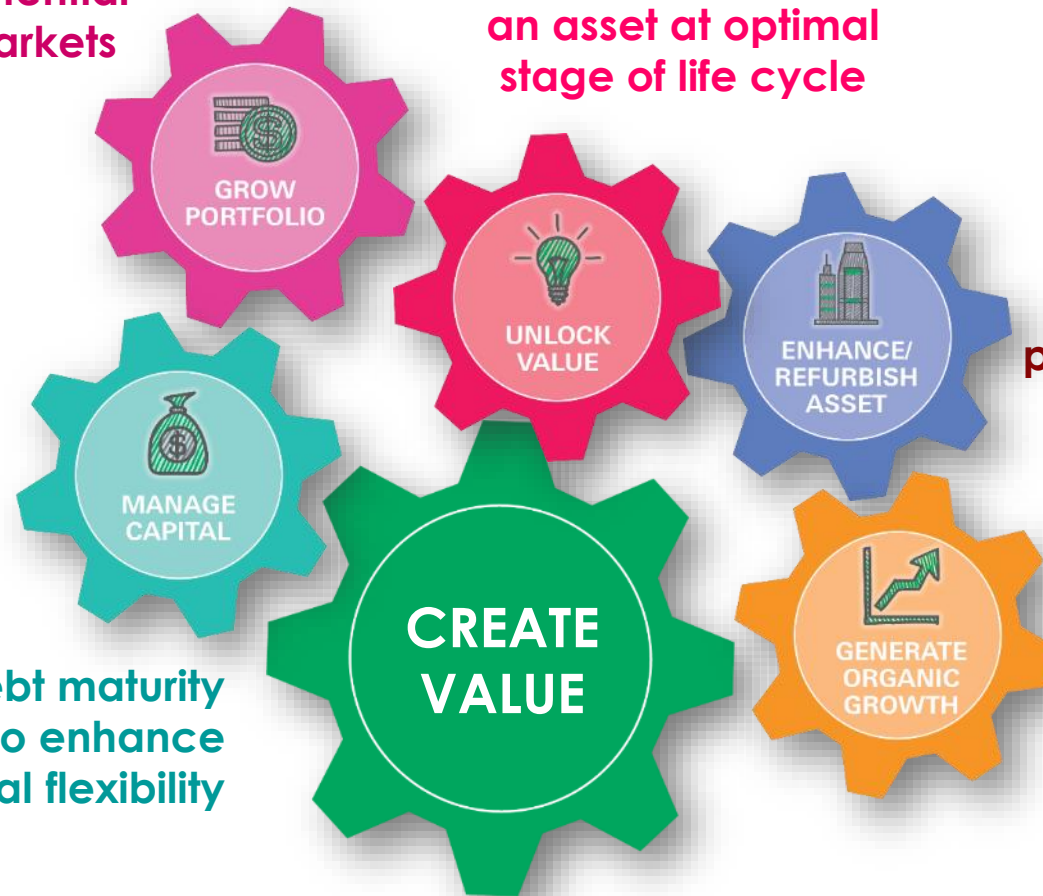 ential
arkets
an asset at optimal
stage of life cycle
GROW
PORTFOLIO
UNLOCK
VALUE
ENHANCE/
REFURBISH
ASSET
p
MANAGE
CAPITAL
CREATE
VALUE
GENERATE
ORGANIC
GROWTH
ebt maturity
o enhance
al flexibility